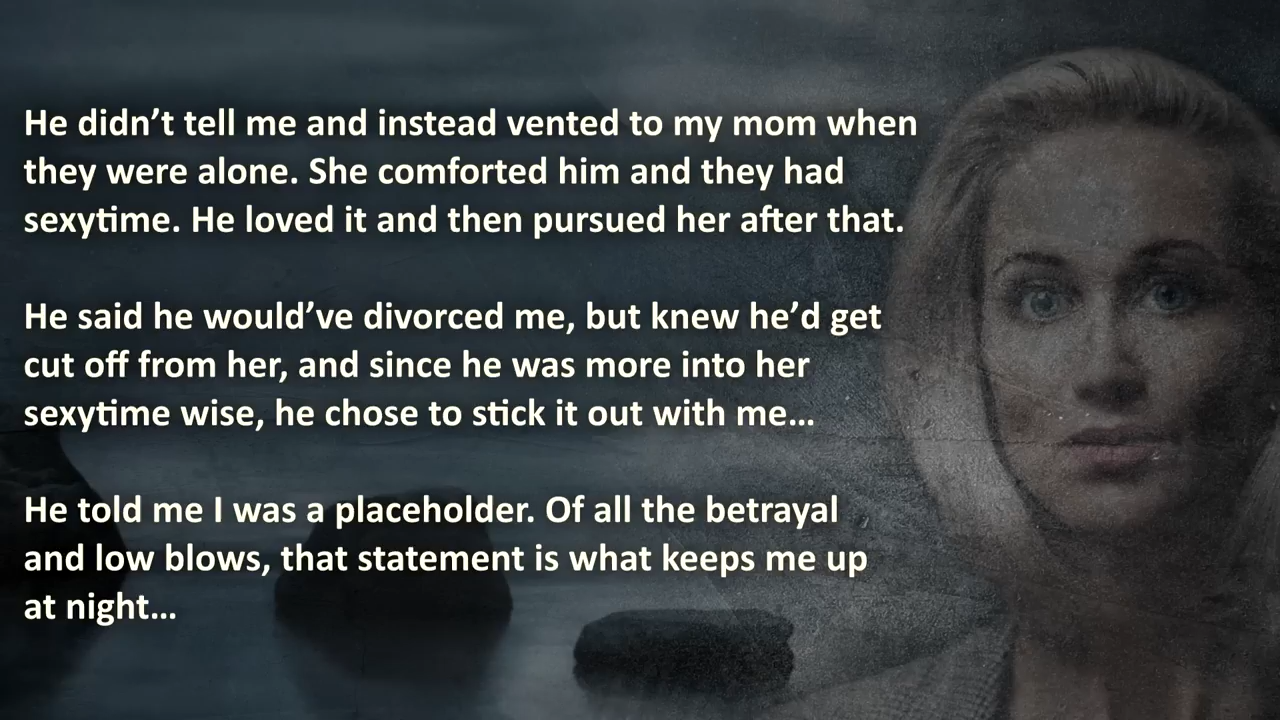 He didn’t tell me and instead vented to my mom when
they were alone. She comforted him and they had
sexytime. He loved it and then pursued her after that.
He said he would’ve divorced me, but knew he’d get
cut off from her, and since he was more into her
sexytime wise, he chose to stick it out with me...
He told me I was a placeholder. Of all the betrayal
and low blows, that statement is what keeps me up
at night...